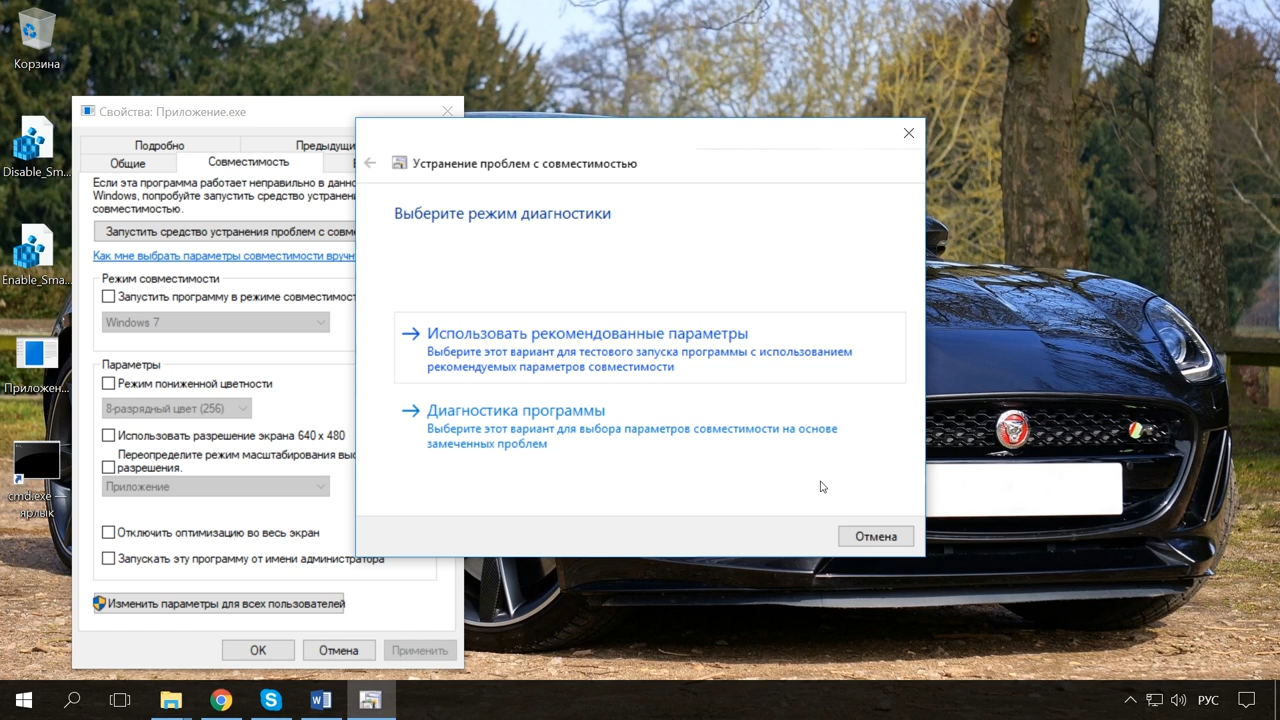 Корзина
Disable_Sm...
Enable_Sma...
Приложен...
cmd.exe —
ярлык
Свойства: Приложение.exe
Подробно
Предыдущи
Общие
Совместимость
Если эта программа работает неправильно в данно
Windows, попробуйте запустить средство устранени
совместимостью.
Запустить средство устранения проблем с совме
Как мне выбрать параметры совместимости вручн
Режим совместимости
Запустить программу в режиме совместимост
Windows 7
Параметры
Режим пониженной цветности
8-разрядный цвет (256)
Использовать разрешение экрана 640 x 480
Переопределите режим масштабирования выс
разрешения.
Приложение
Отключить оптимизацию во весь экран
Запускать эту программу от имени администратора
Изменить параметры для всех пользователей
OK
Отмена
Применить
Устранение проблем с совместимостью
Выберите режим диагностики
Использовать рекомендованные параметры
Выберите этот вариант для тестового запуска программы с использованием
рекомендуемых параметров совместимости
Диагностика программы
Выберите этот вариант для выбора параметров совместимости на основе
замеченных проблем
Отмена
РУС